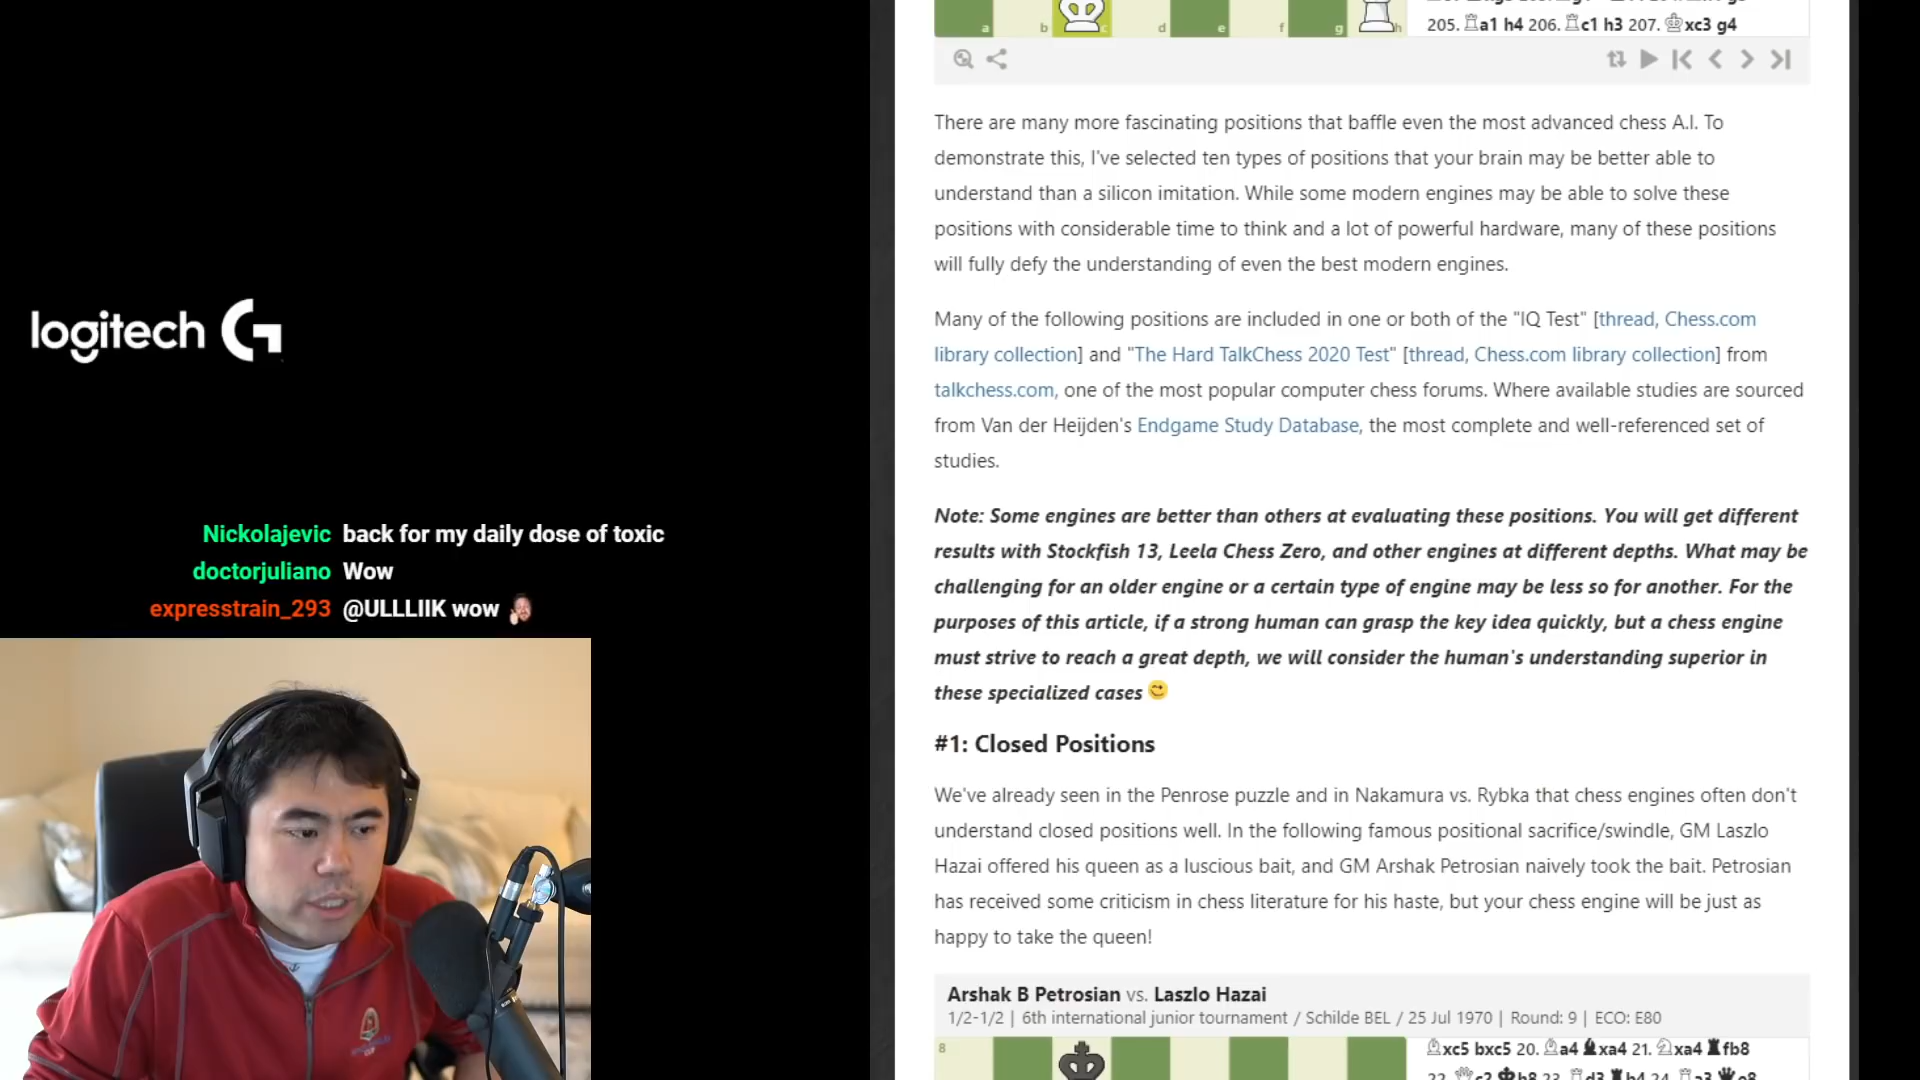 205. ♖a1 h4 206. ♖c1 h3 207. ♔xc3 g4
a b c d e f g h
There are many more fascinating positions that baffle even the most advanced chess A.I. To
demonstrate this, I've selected ten types of positions that your brain may be better able to
understand than a silicon imitation. While some modern engines may be able to solve these
positions with considerable time to think and a lot of powerful hardware, many of these positions
will fully defy the understanding of even the best modern engines.
Many of the following positions are included in one or both of the "IQ Test" [thread, Chess.com
library collection] and "The Hard TalkChess 2020 Test" [thread, Chess.com library collection] from
talkchess.com, one of the most popular computer chess forums. Where available studies are sourced
from Van der Heijden's Endgame Study Database, the most complete and well-referenced set of
studies.
Note: Some engines are better than others at evaluating these positions. You will get different
results with Stockfish 13, Leela Chess Zero, and other engines at different depths. What may be
challenging for an older engine or a certain type of engine may be less so for another. For the
purposes of this article, if a strong human can grasp the key idea quickly, but a chess engine
must strive to reach a great depth, we will consider the human's understanding superior in
these specialized cases
#1: Closed Positions
We've already seen in the Penrose puzzle and in Nakamura vs. Rybka that chess engines often don't
understand closed positions well. In the following famous positional sacrifice/swindle, GM Laszlo
Hazai offered his queen as a luscious bait, and GM Arshak Petrosian naively took the bait. Petrosian
has received some criticism in chess literature for his haste, but your chess engine will be just as
happy to take the queen!
Arshak B Petrosian vs. Laszlo Hazai
1/2-1/2 | 6th international junior tournament / Schilde BEL / 25 Jul 1970 | Round: 9 | ECO: E80
8
♗xc5 bxc5 20. ♗a4 ♝xa4 21. ♘xa4 ♜fb8
logitech G
Nickolajevic back for my daily dose of toxic
doctorjuliano Wow
expresstrain_293 @ULLLIIK wow